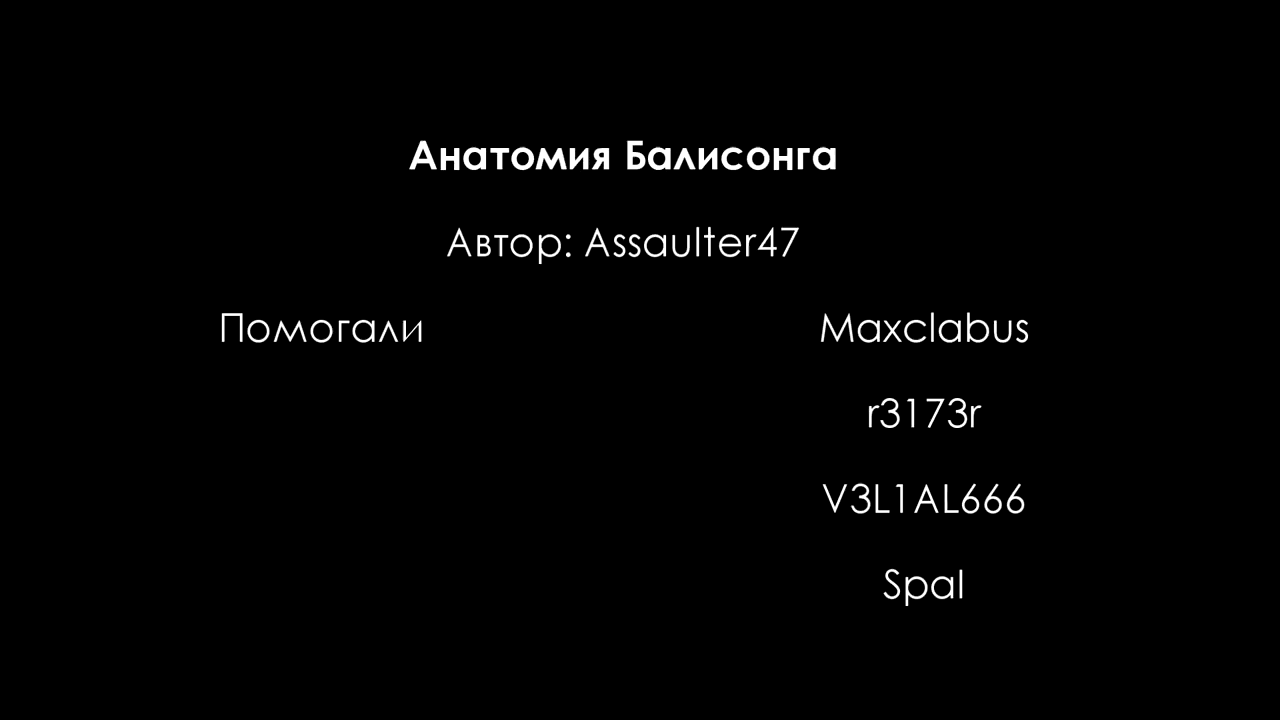 Анатомия Балисонга
Автор: Assaulter47
Помогали Maxclabus
r3173r
V3L1AL666
Spal